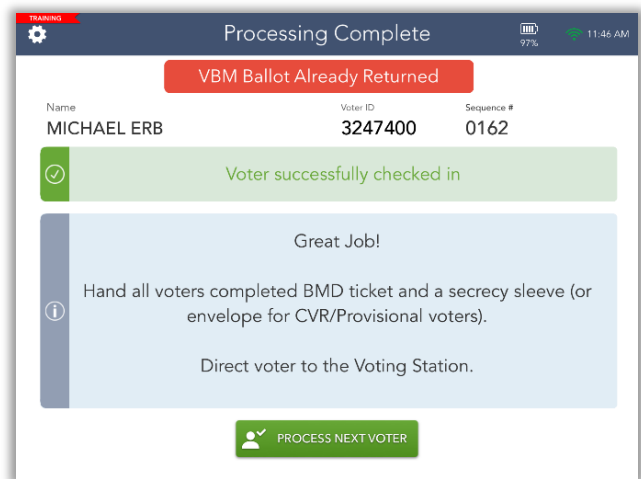 TRAINING
Processing Complete
97%
11:46 AM
VBM Ballot Already Returned
Name
Voter ID
Sequence #
MICHAEL ERB
3247400
0162
Voter successfully checked in
Great Job!
Hand all voters completed BMD ticket and a secrecy sleeve (or
envelope for CVR/Provisional voters).
Direct voter to the Voting Station.
PROCESS NEXT VOTER